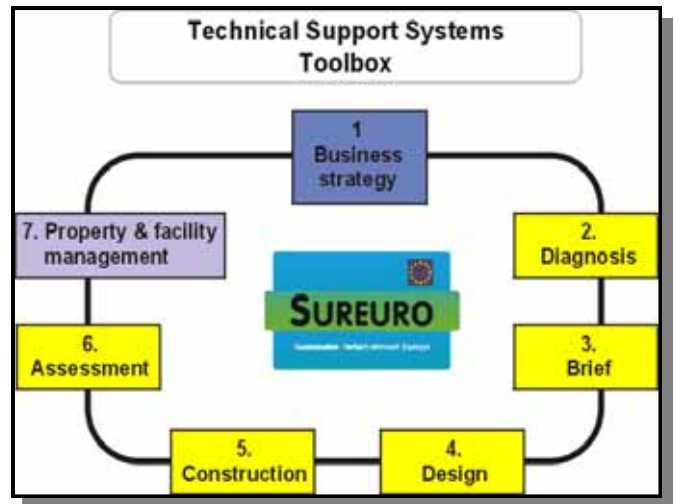 Technical Support Systems
Toolbox
1
Business
strategy
2.
Diagnosis
3.
Brief
4.
Design
5.
Construction
6.
Assessment
7. Property & facility
management
SUREURO